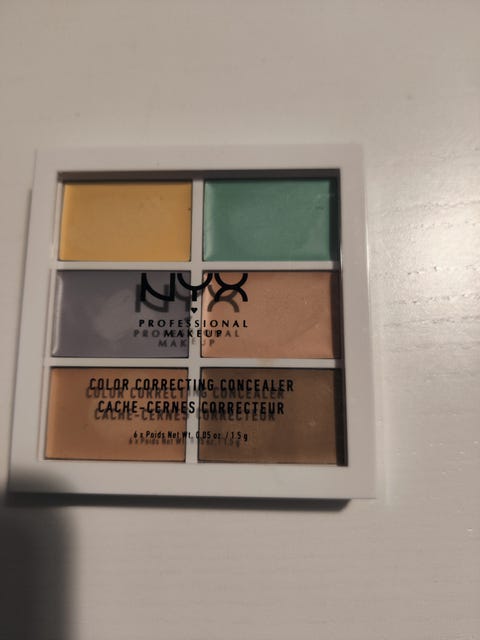 NYX
PROFESSIONAL
MAKEUP
COLOR CORRECTING CONCEALER
CACHE-CERNES CORRECTEUR
6 x Poids Net Wt. 0.05 oz. / 1.5 g